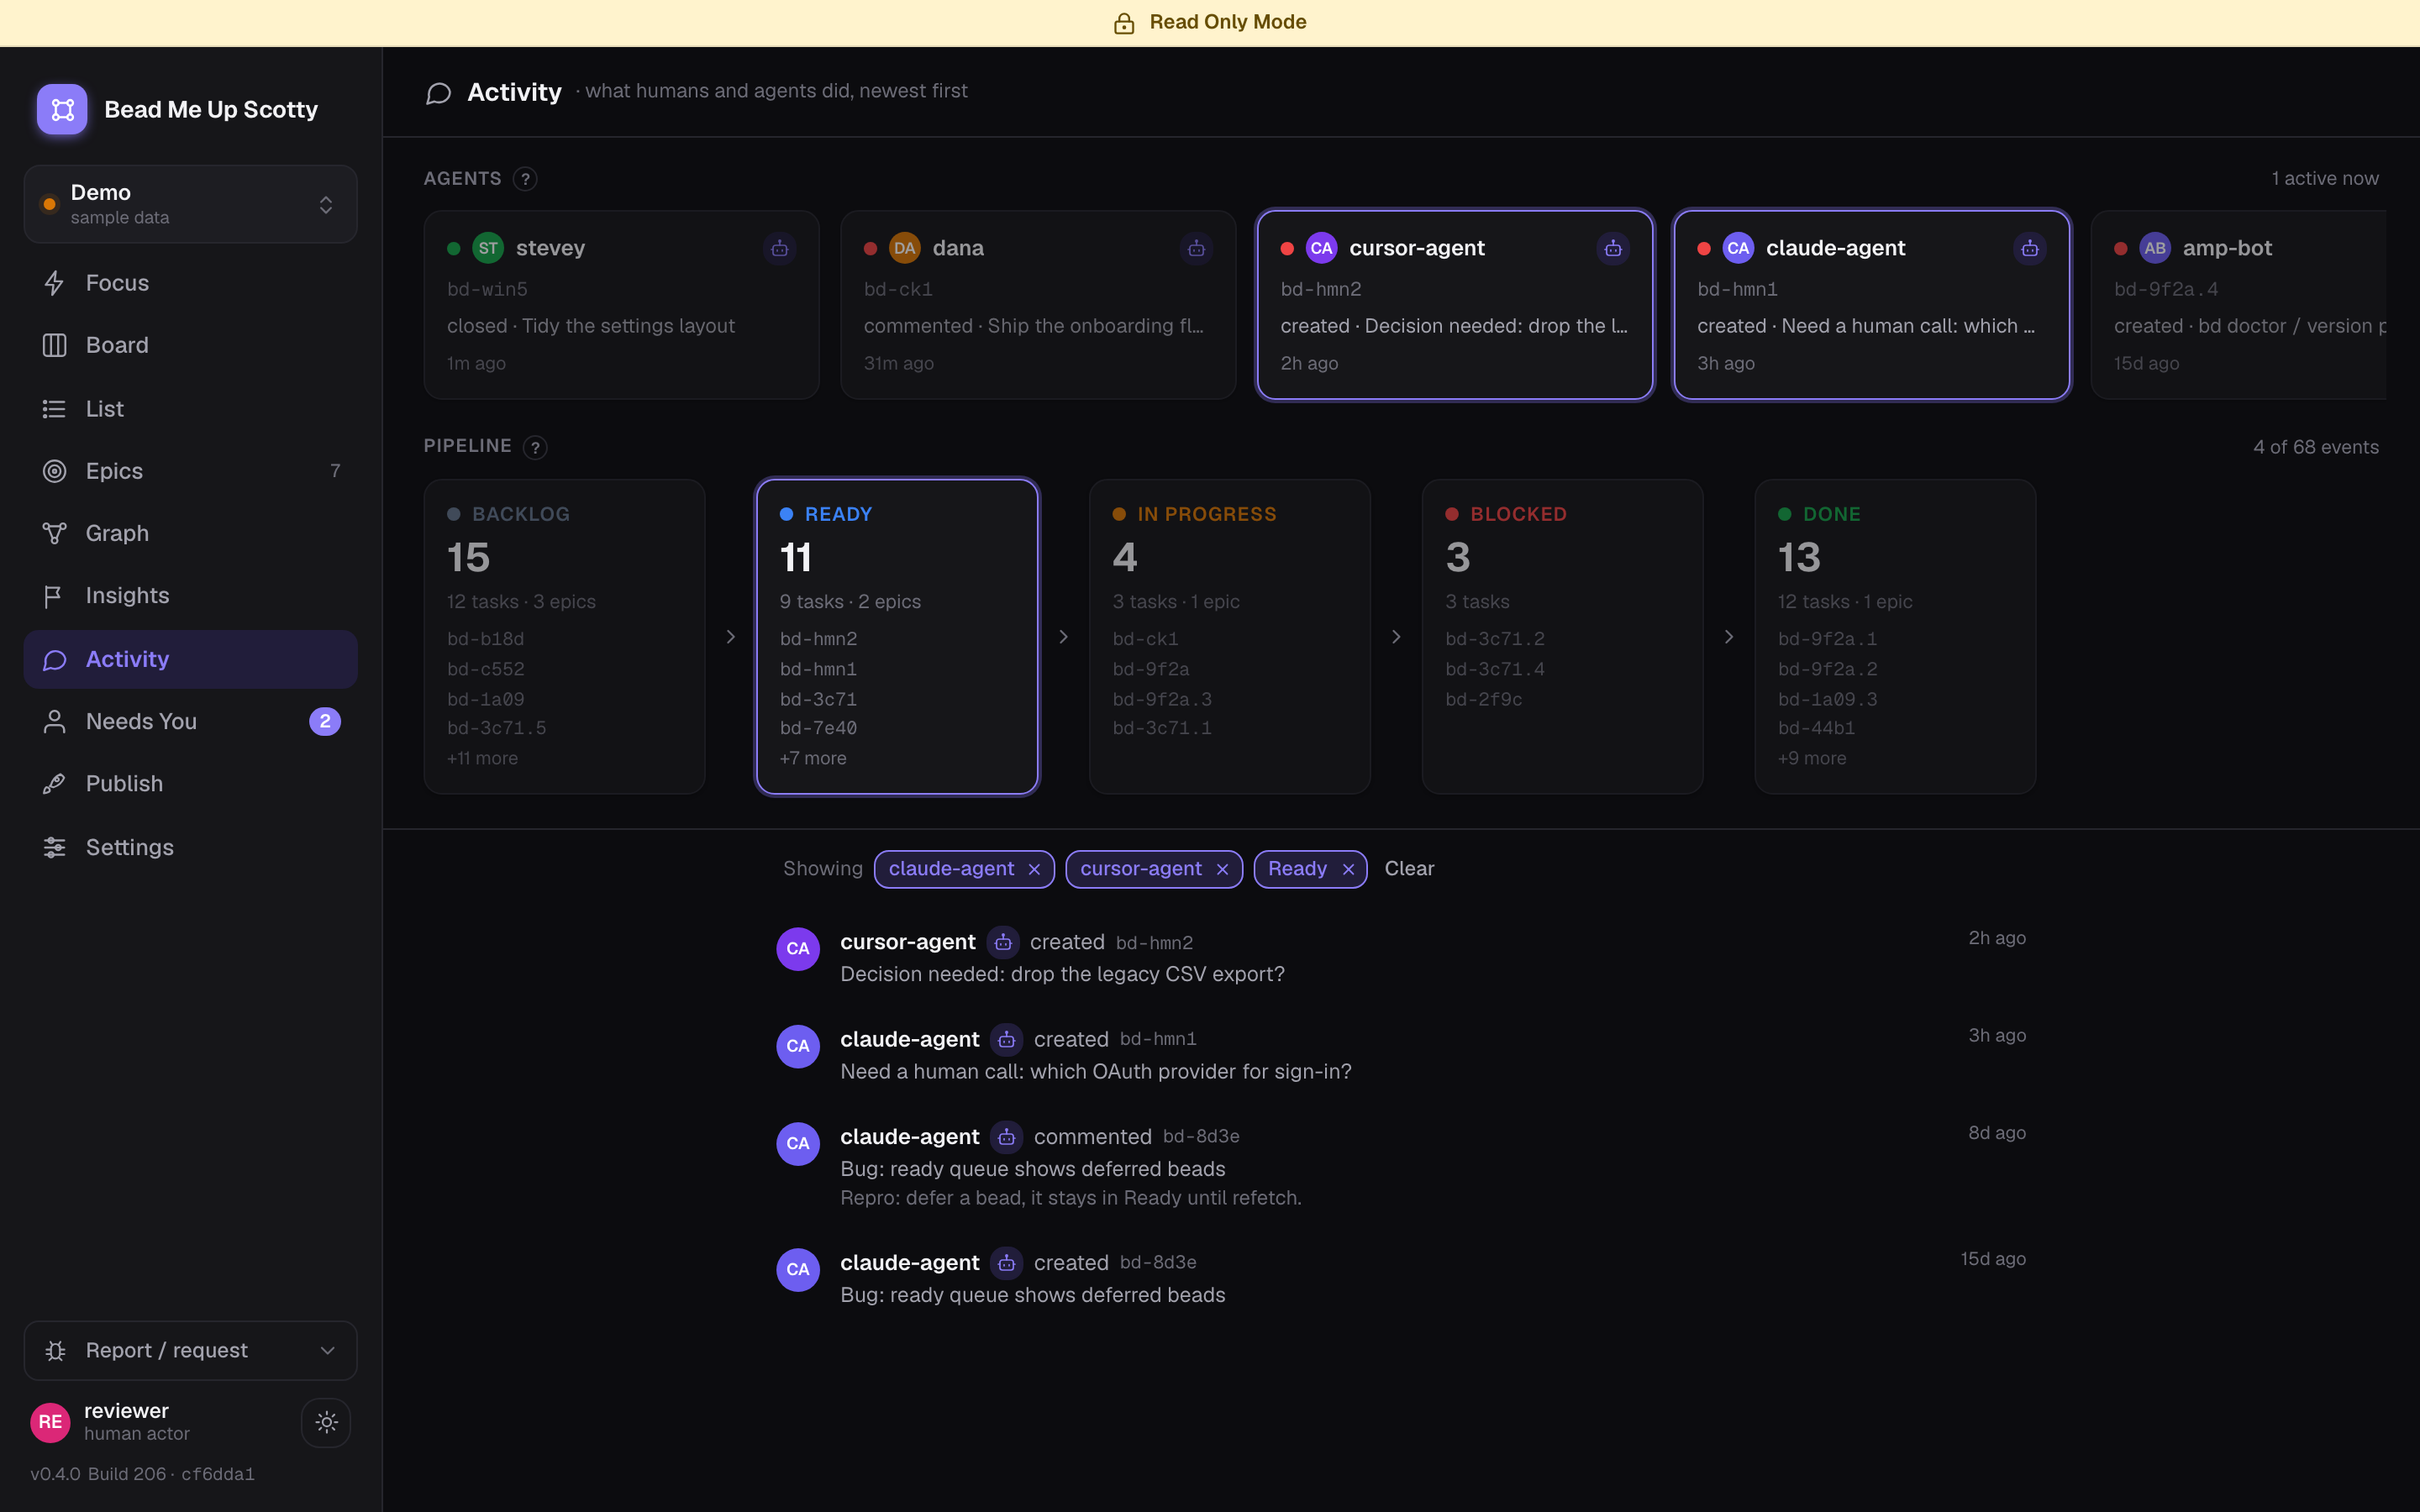 Read Only Mode
Bead Me Up Scotty
Demo
sample data
Focus
Board
List
Epics 7
Graph
Insights
Activity
Needs You 2
Publish
Settings
Report / request
RE reviewer
human actor
v0.4.0 Build 206 · cf6dda1
Activity · what humans and agents did, newest first
AGENTS ? 1 active now
ST stevey
bd-win5
closed · Tidy the settings layout
1m ago
DA dana
bd-ck1
commented · Ship the onboarding fl…
31m ago
CA cursor-agent
bd-hmn2
created · Decision needed: drop the l…
2h ago
CA claude-agent
bd-hmn1
created · Need a human call: which …
3h ago
AB amp-bot
bd-9f2a.4
created · bd doctor / version p
15d ago
PIPELINE ? 4 of 68 events
BACKLOG
15
12 tasks · 3 epics
bd-b18d
bd-c552
bd-1a09
bd-3c71.5
+11 more
READY
11
9 tasks · 2 epics
bd-hmn2
bd-hmn1
bd-3c71
bd-7e40
+7 more
IN PROGRESS
4
3 tasks · 1 epic
bd-ck1
bd-9f2a
bd-9f2a.3
bd-3c71.1
BLOCKED
3
3 tasks
bd-3c71.2
bd-3c71.4
bd-2f9c
DONE
13
12 tasks · 1 epic
bd-9f2a.1
bd-9f2a.2
bd-1a09.3
bd-44b1
+9 more
Showing claude-agent × cursor-agent × Ready × Clear
CA cursor-agent created bd-hmn2 2h ago
Decision needed: drop the legacy CSV export?
CA claude-agent created bd-hmn1 3h ago
Need a human call: which OAuth provider for sign-in?
CA claude-agent commented bd-8d3e 8d ago
Bug: ready queue shows deferred beads
Repro: defer a bead, it stays in Ready until refetch.
CA claude-agent created bd-8d3e 15d ago
Bug: ready queue shows deferred beads